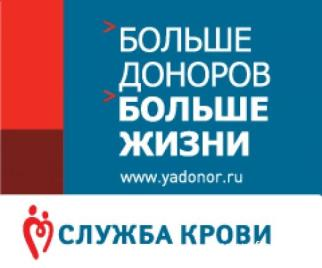 > БОЛЬШЕ
ДОНОРОВ
> БОЛЬШЕ
ЖИЗНИ
www.yadonor.ru
СЛУЖБА КРОВИ